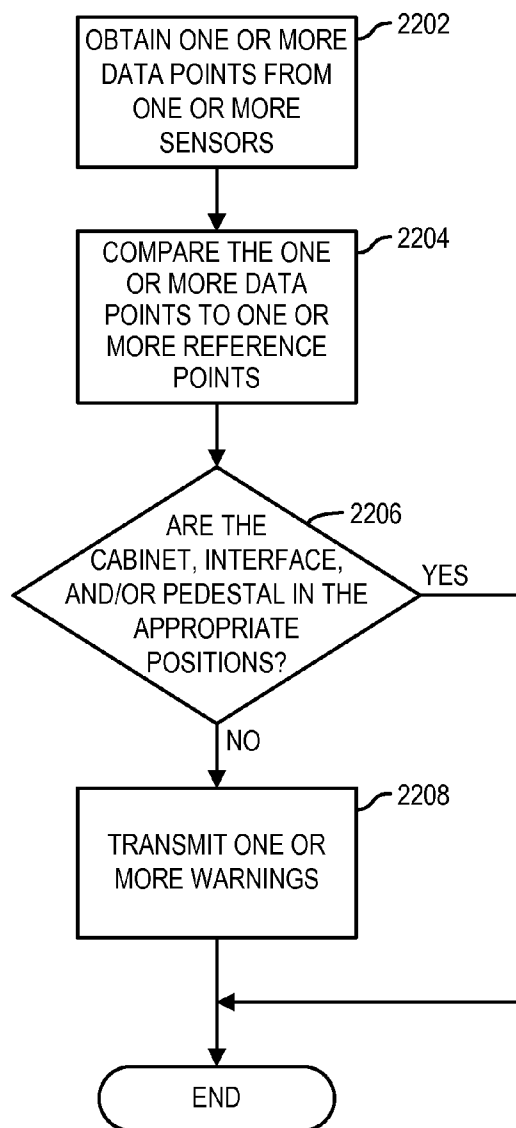 OBTAIN ONE OR MORE
DATA POINTS FROM
ONE OR MORE
SENSORS
2202
COMPARE THE ONE
OR MORE DATA
POINTS TO ONE OR
MORE REFERENCE
POINTS
2204
ARE THE
CABINET, INTERFACE,
AND/OR PEDESTAL IN THE
APPROPRIATE
POSITIONS?
2206
YES
NO
TRANSMIT ONE OR
MORE WARNINGS
2208
END